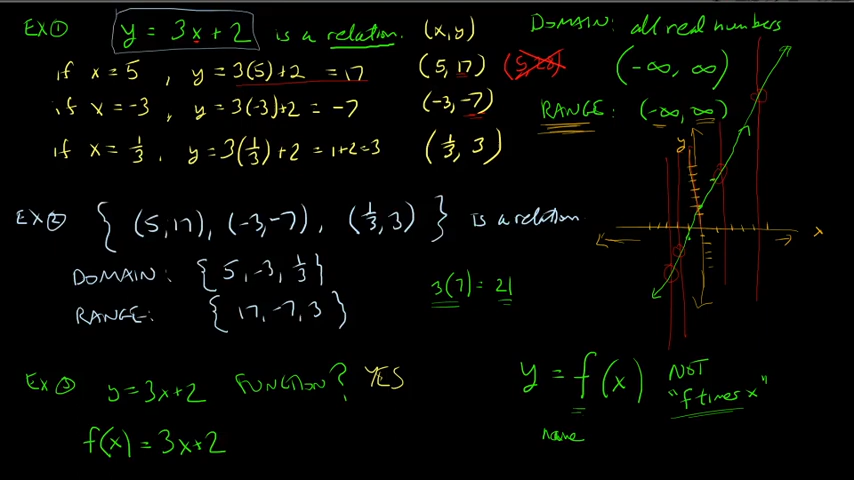 EX① y = 3x + 2 is a relation. (x, y)
if x = 5 , y = 3(5)+2 = 17 (5, 17)
if x = -3 , y = 3(-3)+2 = -7 (-3, -7)
if x = 1/3 , y = 3(1/3)+2 = 1+2=3 (1/3, 3)
DOMAIN: all real numbers
(-∞, ∞)
RANGE: (-∞, ∞)
y
x
EX② { (5,17), (-3,-7), (1/3, 3) } is a relation
DOMAIN: { 5, -3, 1/3 }
RANGE: { 17, -7, 3 }
3(7) = 21
EX③ y = 3x+2 FUNCTION? YES
f(x) = 3x+2
y = f(x) NOT
"f times x"
name